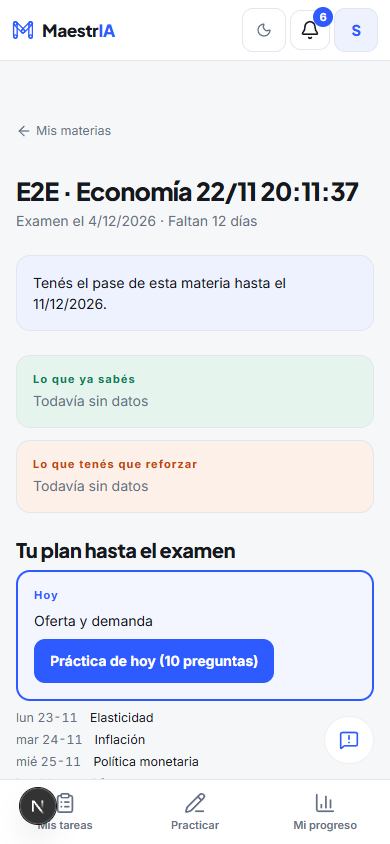 MaestrIA
6
S
Mis materias
E2E · Economía 22/11 20:11:37
Examen el 4/12/2026 · Faltan 12 días
Tenés el pase de esta materia hasta el
11/12/2026.
Lo que ya sabés
Todavía sin datos
Lo que tenés que reforzar
Todavía sin datos
Tu plan hasta el examen
Hoy
Oferta y demanda
Práctica de hoy (10 preguntas)
lun 23-11 Elasticidad
mar 24-11 Inflación
mié 25-11 Política monetaria
N
Mis tareas
Practicar
Mi progreso